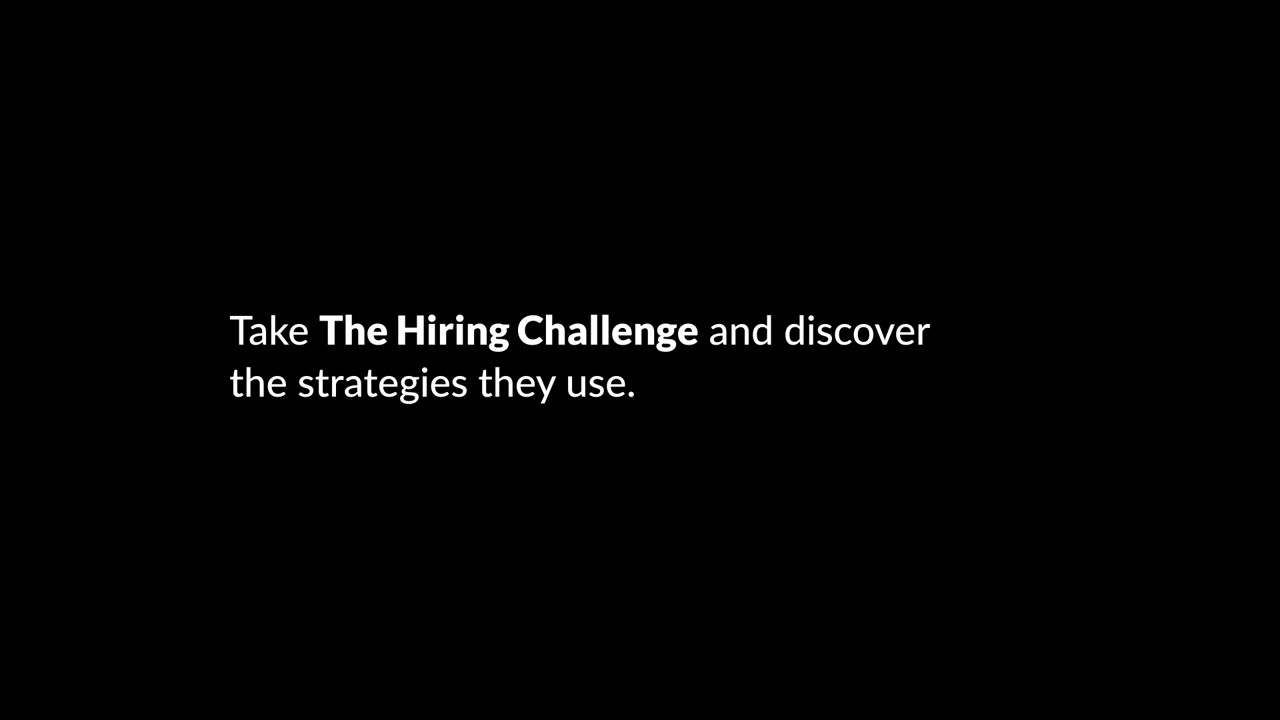 Take The Hiring Challenge and discover
the strategies they use.